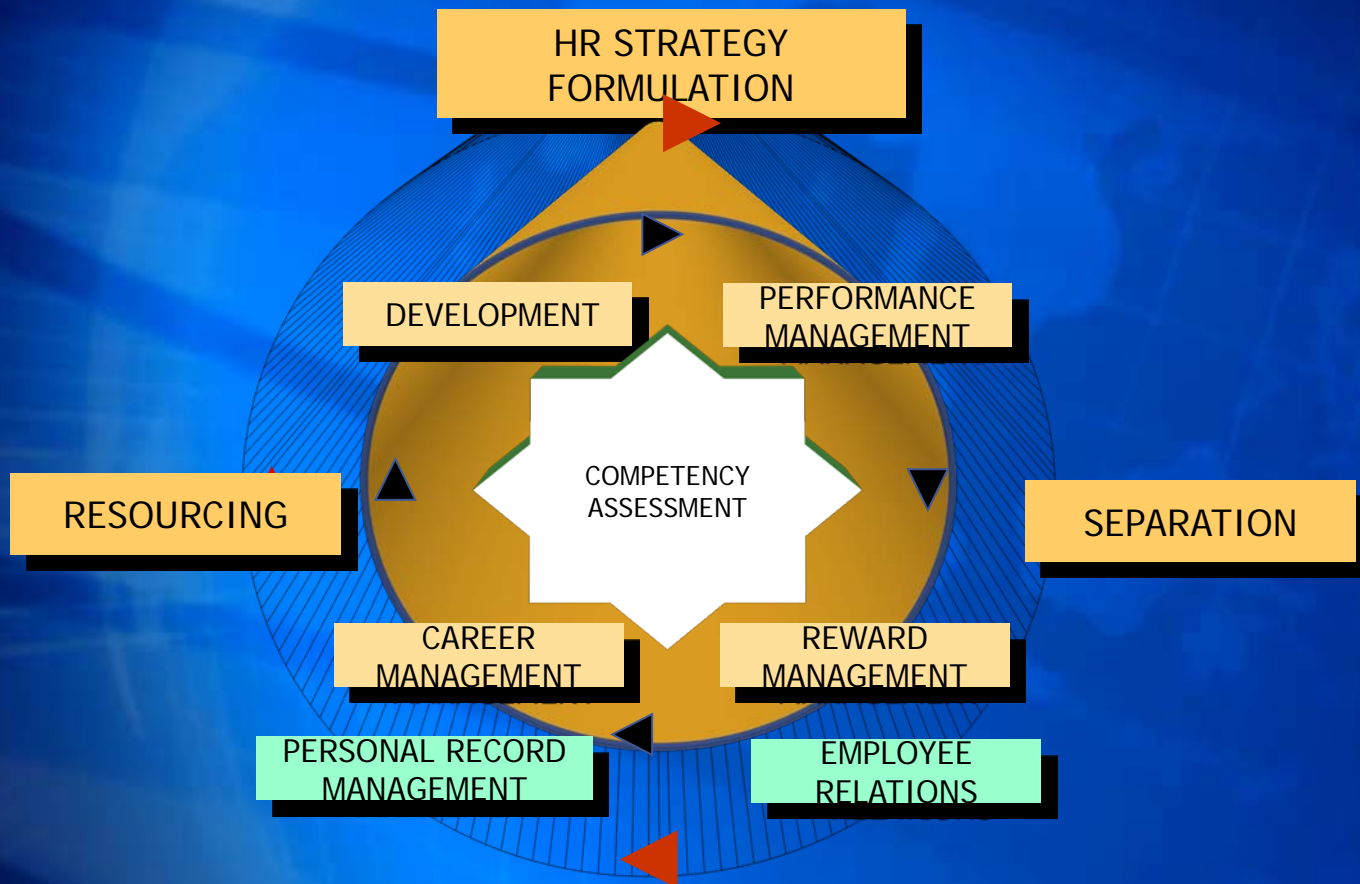 HR STRATEGY
FORMULATION
DEVELOPMENT
PERFORMANCE
MANAGEMENT
COMPETENCY
ASSESSMENT
RESOURCING
SEPARATION
CAREER
MANAGEMENT
REWARD
MANAGEMENT
PERSONAL RECORD
MANAGEMENT
EMPLOYEE
RELATIONS